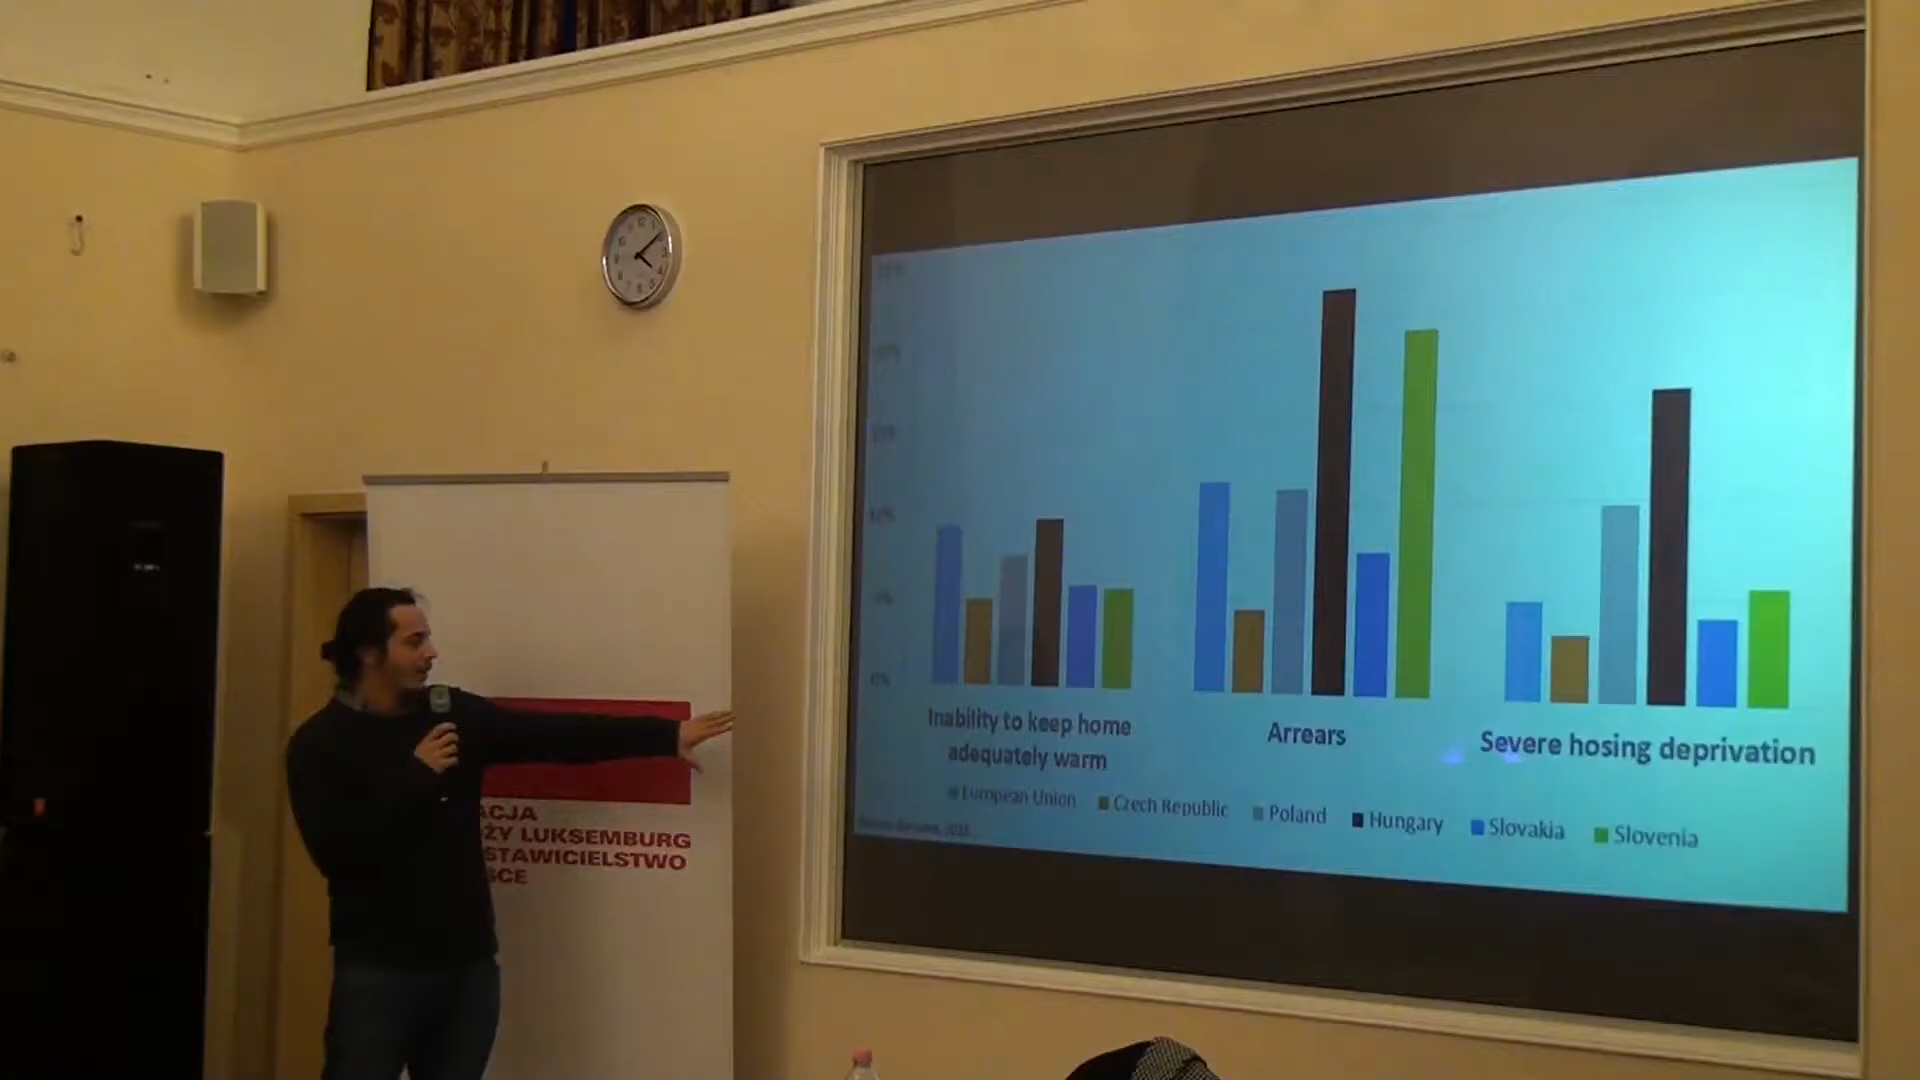 ACJA
ŻY LUKSEMBURG
STAWICIELSTWO
SCE
Inability to keep home
adequately warm
Arrears
Severe hosing deprivation
European Union
Czech Republic
Poland
Hungary
Slovakia
Slovenia